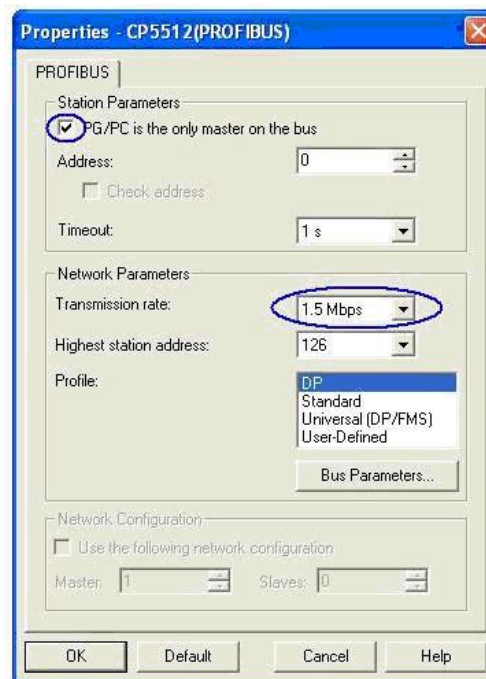 Properties - CP5512(PROFIBUS)
PROFIBUS
Station Parameters
PG/PC is the only master on the bus
Address:
0
Check address
Timeout:
1 s
Network Parameters
Transmission rate:
1.5 Mbps
Highest station address:
126
Profile:
DP
Standard
Universal (DP/FMS)
User-Defined
Bus Parameters...
Network Configuration
Use the following network configuration
Master: 1 Slaves: 0
OK Default Cancel Help